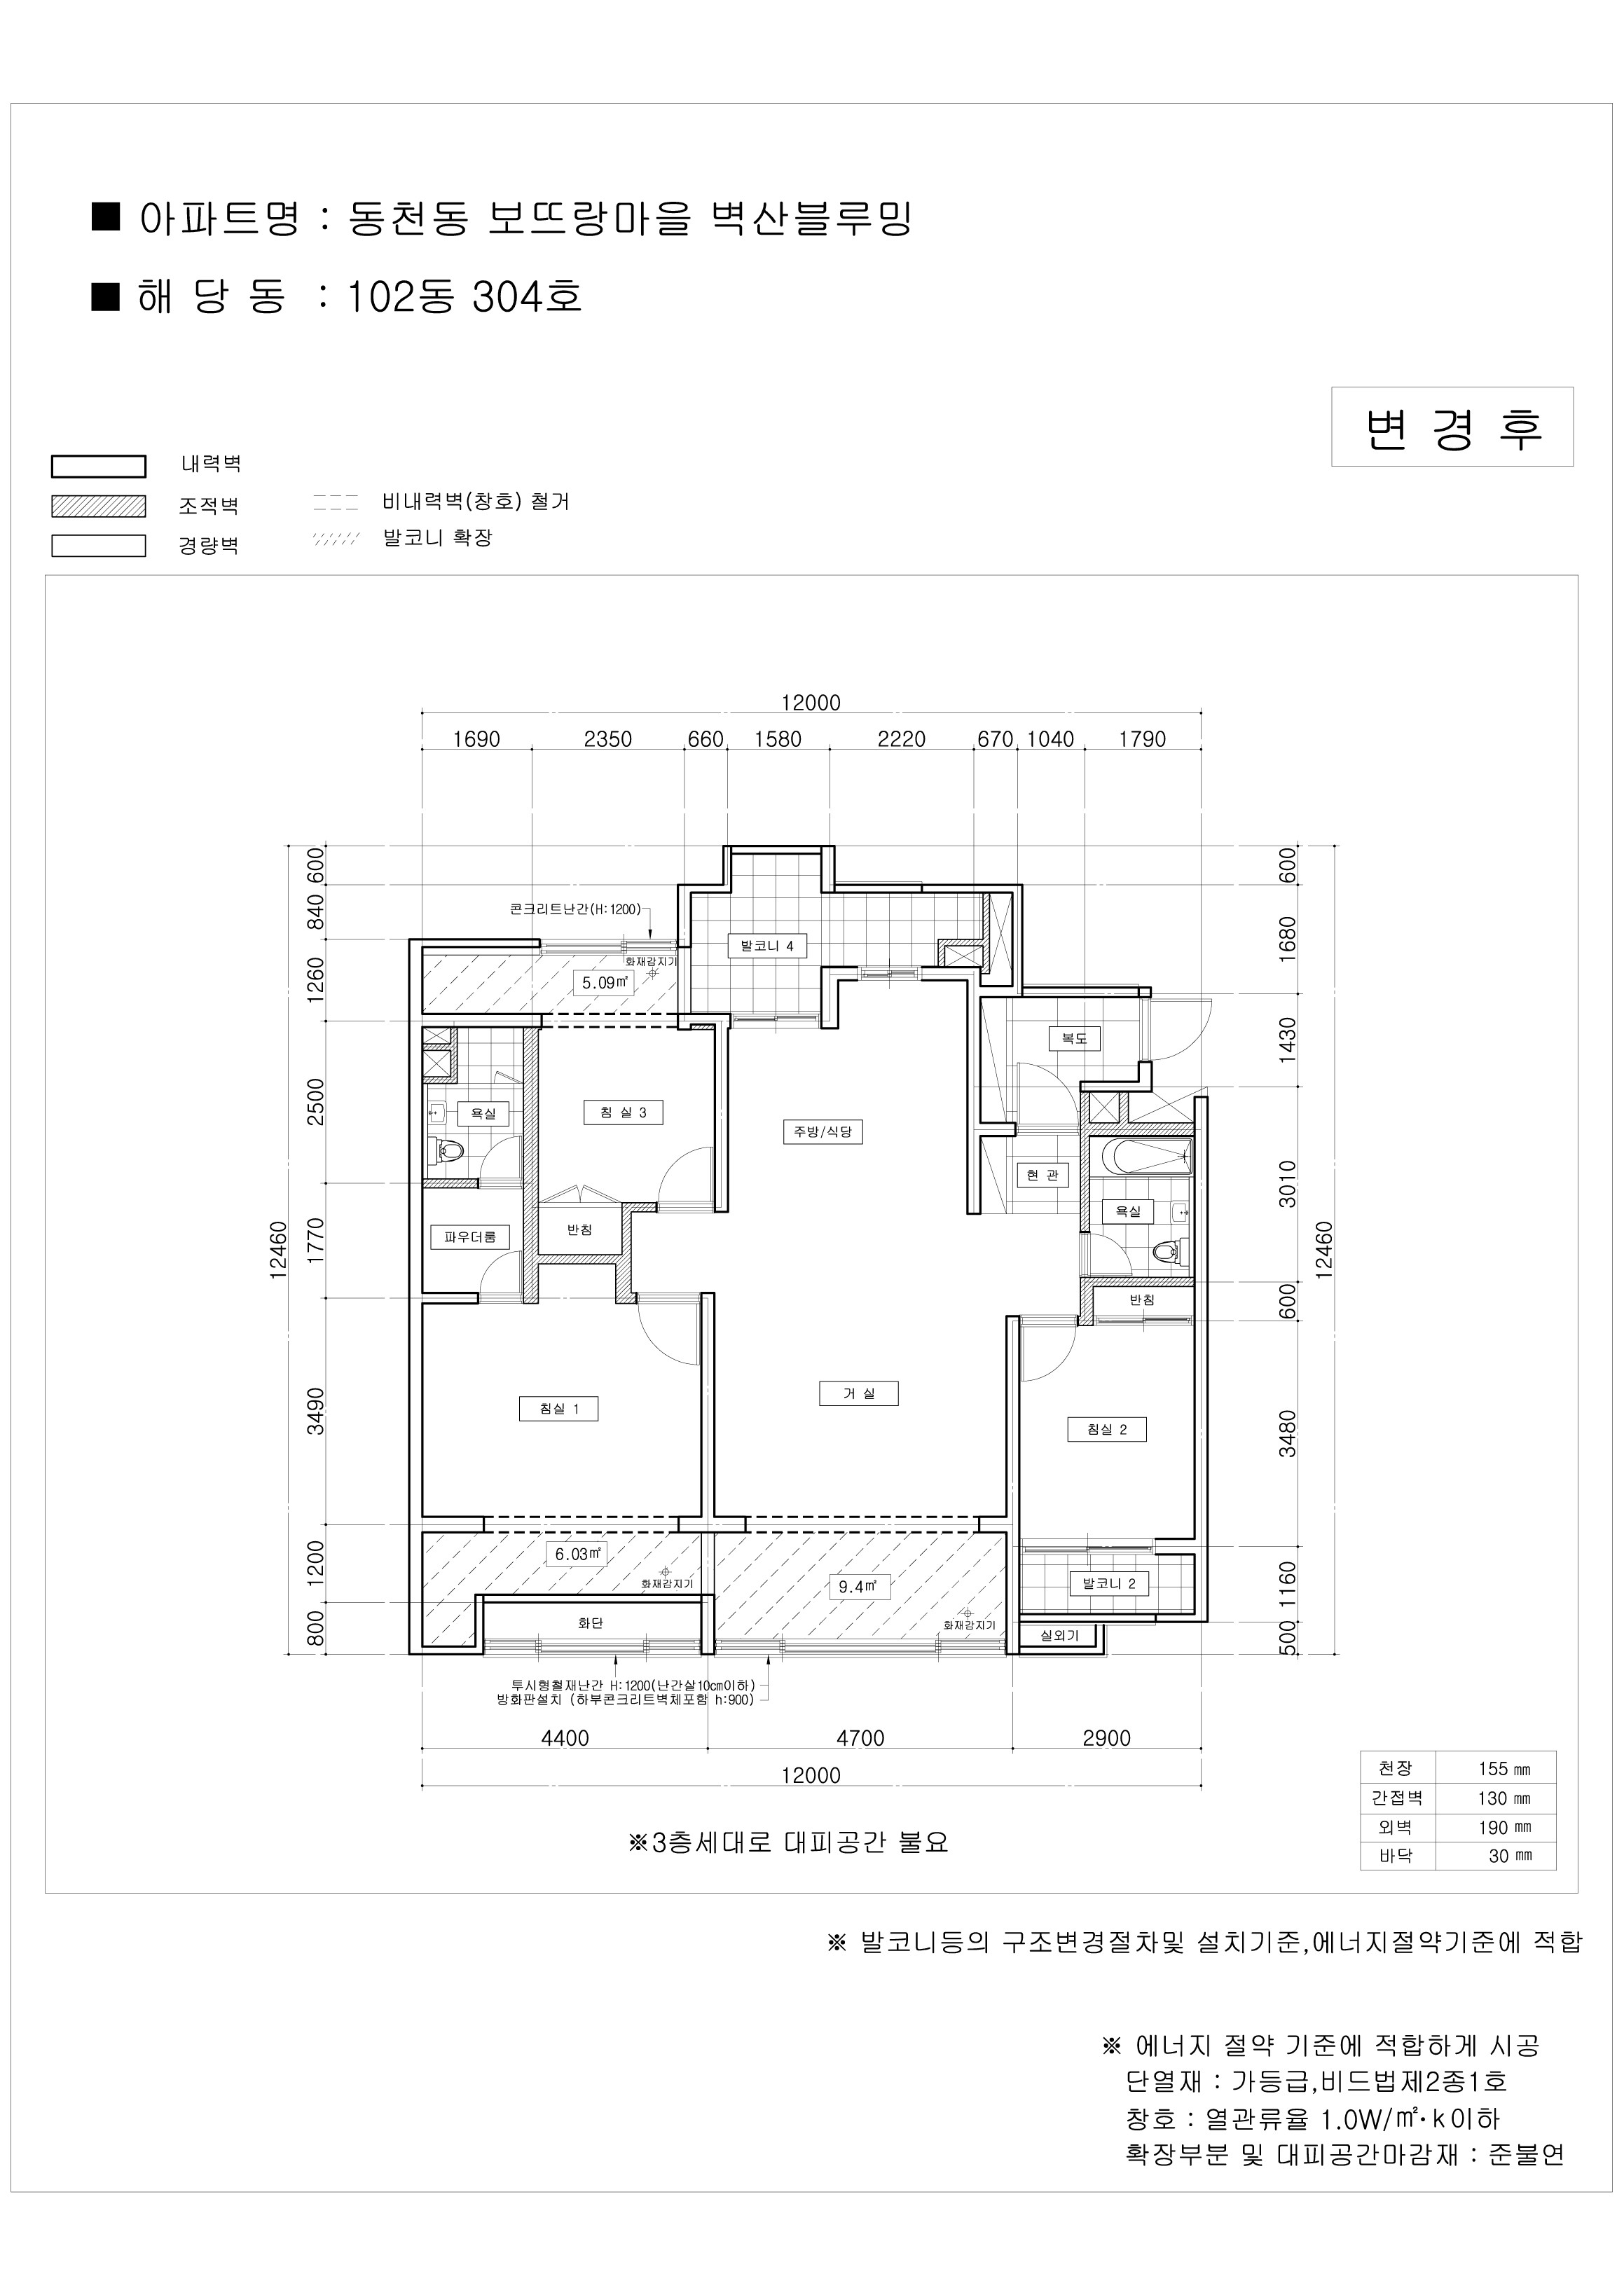 ■ 아파트명 : 동천동 보뜨랑마을 벽산블루밍
■ 해 당 동 : 102동 304호
변 경 후
내력벽
조적벽
경량벽
비내력벽(창호) 철거
발코니 확장
12000
1690 2350 660 1580 2220 670 1040 1790
12460
600
840
1260
2500
1770
3490
1200
800
600
1680
1430
3010
600
3480
1160
500
12460
콘크리트난간(H:1200)
화재감지기
5.09㎡
발코니 4
복도
욕실
침 실 3
주방/식당
현 관
욕실
파우더룸
반침
반침
침실 1
거 실
침실 2
6.03㎡
화재감지기
9.4㎡
화재감지기
발코니 2
화단
실외기
투시형철재난간 H:1200(난간살10㎝이하)
방화판설치 (하부콘크리트벽체포함 h:900)
4400 4700 2900
12000
천장 155 ㎜
간접벽 130 ㎜
외벽 190 ㎜
바닥 30 ㎜
※3층세대로 대피공간 불요
※ 발코니등의 구조변경절차및 설치기준,에너지절약기준에 적합
※ 에너지 절약 기준에 적합하게 시공
단열재 : 가등급,비드법제2종1호
창호 : 열관류율 1.0W/㎡·k이하
확장부분 및 대피공간마감재 : 준불연